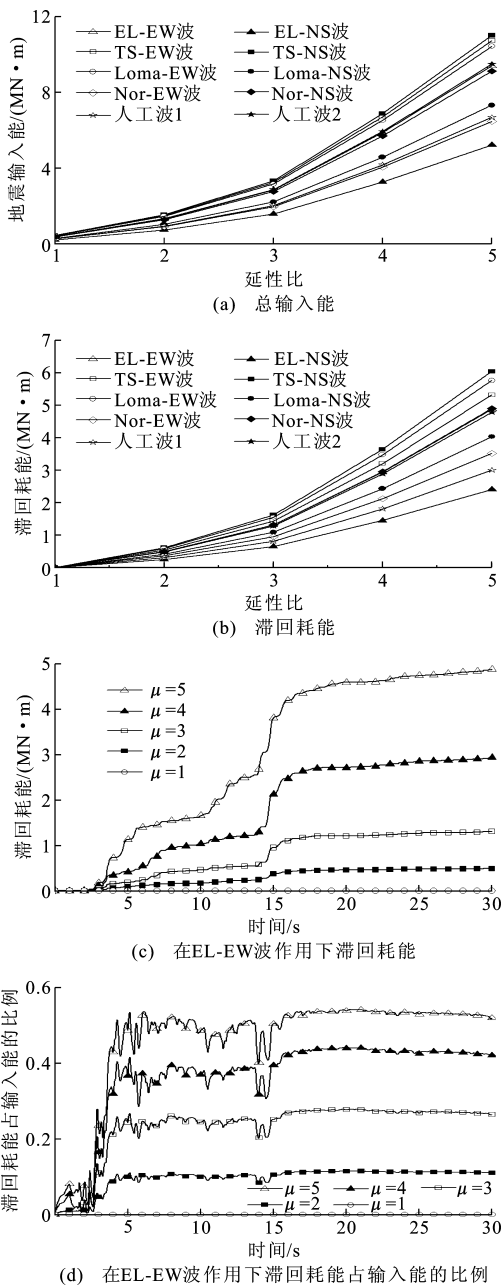 12
8
4
0
地震输入能/(MN·m)
EL-EW波 EL-NS波
TS-EW波 TS-NS波
Loma-EW波 Loma-NS波
Nor-EW波 Nor-NS波
人工波1 人工波2
1 2 3 4 5
延性比
(a) 总输入能
7
6
5
4
3
2
1
0
滞回耗能/(MN·m)
EL-EW波 EL-NS波
TS-EW波 TS-NS波
Loma-EW波 Loma-NS波
Nor-EW波 Nor-NS波
人工波1 人工波2
1 2 3 4 5
延性比
(b) 滞回耗能
5
4
3
2
1
0
滞回耗能/(MN·m)
μ=5
μ=4
μ=3
μ=2
μ=1
5 10 15 20 25 30
时间/s
(c) 在EL-EW波作用下滞回耗能
0.6
0.4
0.2
0
滞回耗能占输入能的比例
μ=5 μ=4 μ=3
μ=2 μ=1
5 10 15 20 25 30
时间/s
(d) 在EL-EW波作用下滞回耗能占输入能的比例